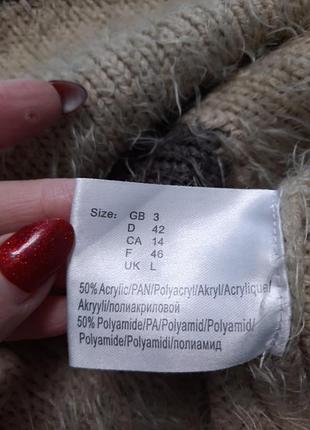 Size: GB 3
D 42
CA 14
F 46
UK L
50% Acrylic/PAN/Polyacryl/Akryl/Acrylique/
Akryyli/полиакриловой
50% Polyamide/PA/Polyamid/Polyamid/
Polyamide/Polyamidi/полиамид